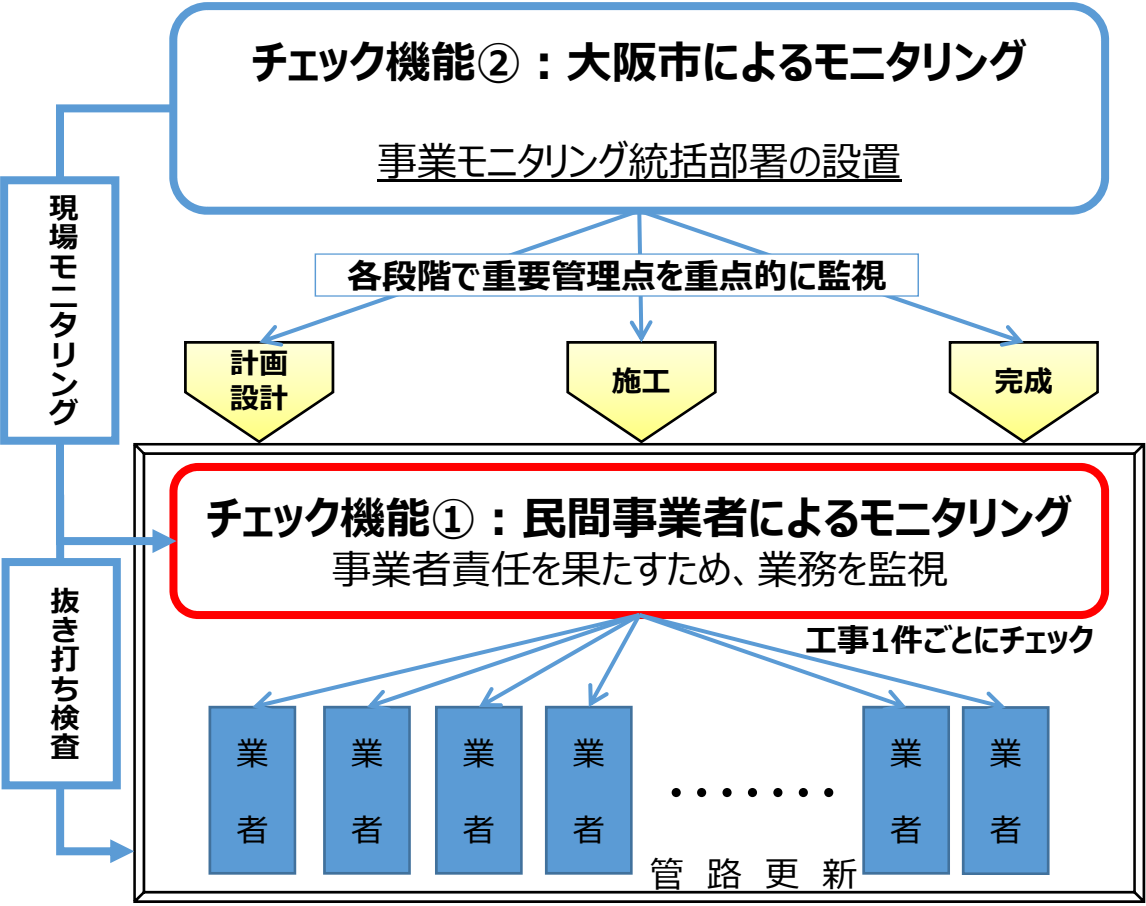 チェック機能②：大阪市によるモニタリング
事業モニタリング統括部署の設置
現場モニタリング
各段階で重要管理点を重点的に監視
計画
設計
施工
完成
チェック機能①：民間事業者によるモニタリング
事業者責任を果たすため、業務を監視
抜き打ち検査
工事1件ごとにチェック
業者
業者
業者
業者
・・・・・・・
業者
業者
管路更新